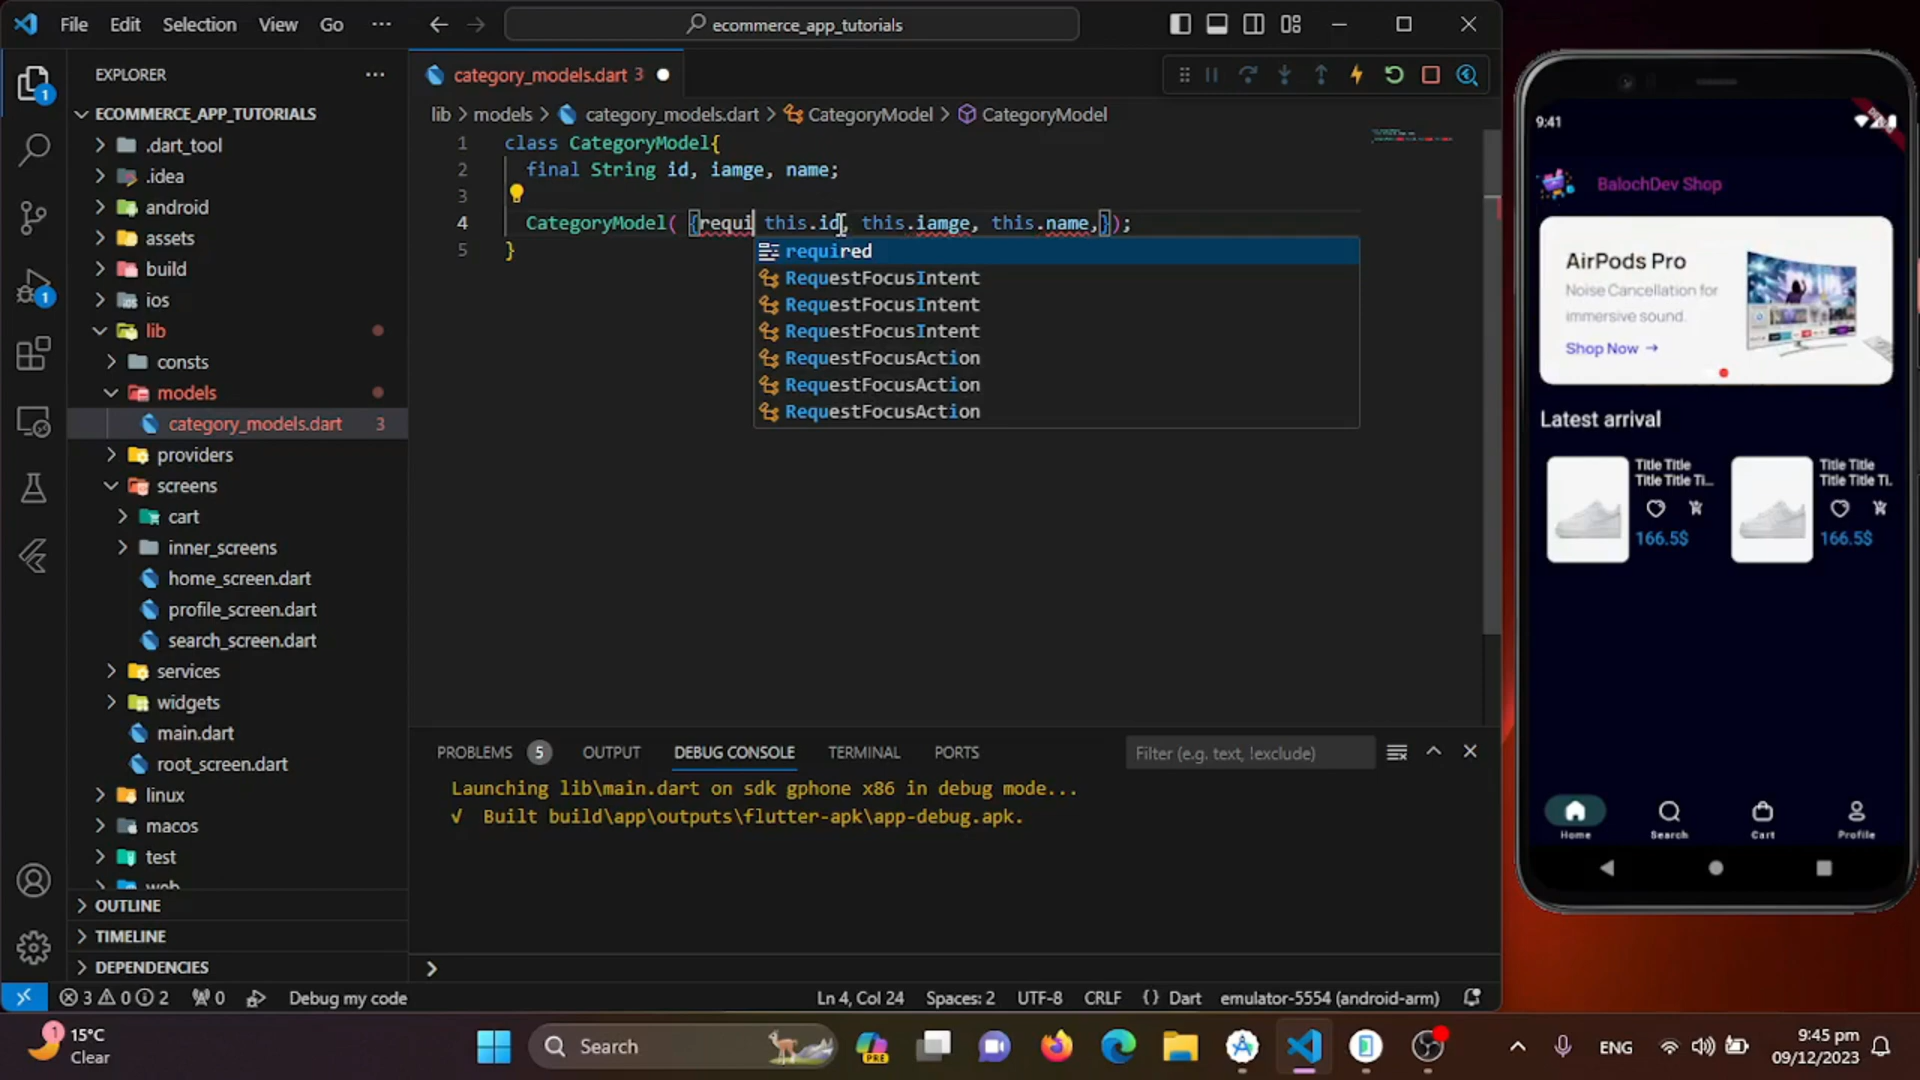 File Edit Selection View Go ··· ecommerce_app_tutorials
EXPLORER ···
ECOMMERCE_APP_TUTORIALS
.dart_tool
.idea
android
assets
build
ios
lib
consts
models
category_models.dart 3
providers
screens
cart
inner_screens
home_screen.dart
profile_screen.dart
search_screen.dart
services
widgets
main.dart
root_screen.dart
linux
macos
test
web
OUTLINE
TIMELINE
DEPENDENCIES
1
1
category_models.dart 3
lib > models > category_models.dart > CategoryModel > CategoryModel
1 class CategoryModel{
2 final String id, iamge, name;
3
4 CategoryModel( {requi this.id, this.iamge, this.name,});
5 }
required
RequestFocusIntent
RequestFocusIntent
RequestFocusIntent
RequestFocusAction
RequestFocusAction
RequestFocusAction
PROBLEMS 5 OUTPUT DEBUG CONSOLE TERMINAL PORTS Filter (e.g. text, !exclude)
Launching lib\main.dart on sdk gphone x86 in debug mode...
√ Built build\app\outputs\flutter-apk\app-debug.apk.
>
3 0 2 0 Debug my code Ln 4, Col 24 Spaces: 2 UTF-8 CRLF {} Dart emulator-5554 (android-arm)
9:41
BalochDev Shop
AirPods Pro
Noise Cancellation for
immersive sound.
Shop Now →
Latest arrival
Title Title
Title Title Ti...
166.5$
Title Title
Title Title Ti.
166.5$
Home Search Cart Profile
1
15°C
Clear
Search
PRE
ENG
9:45 pm
09/12/2023